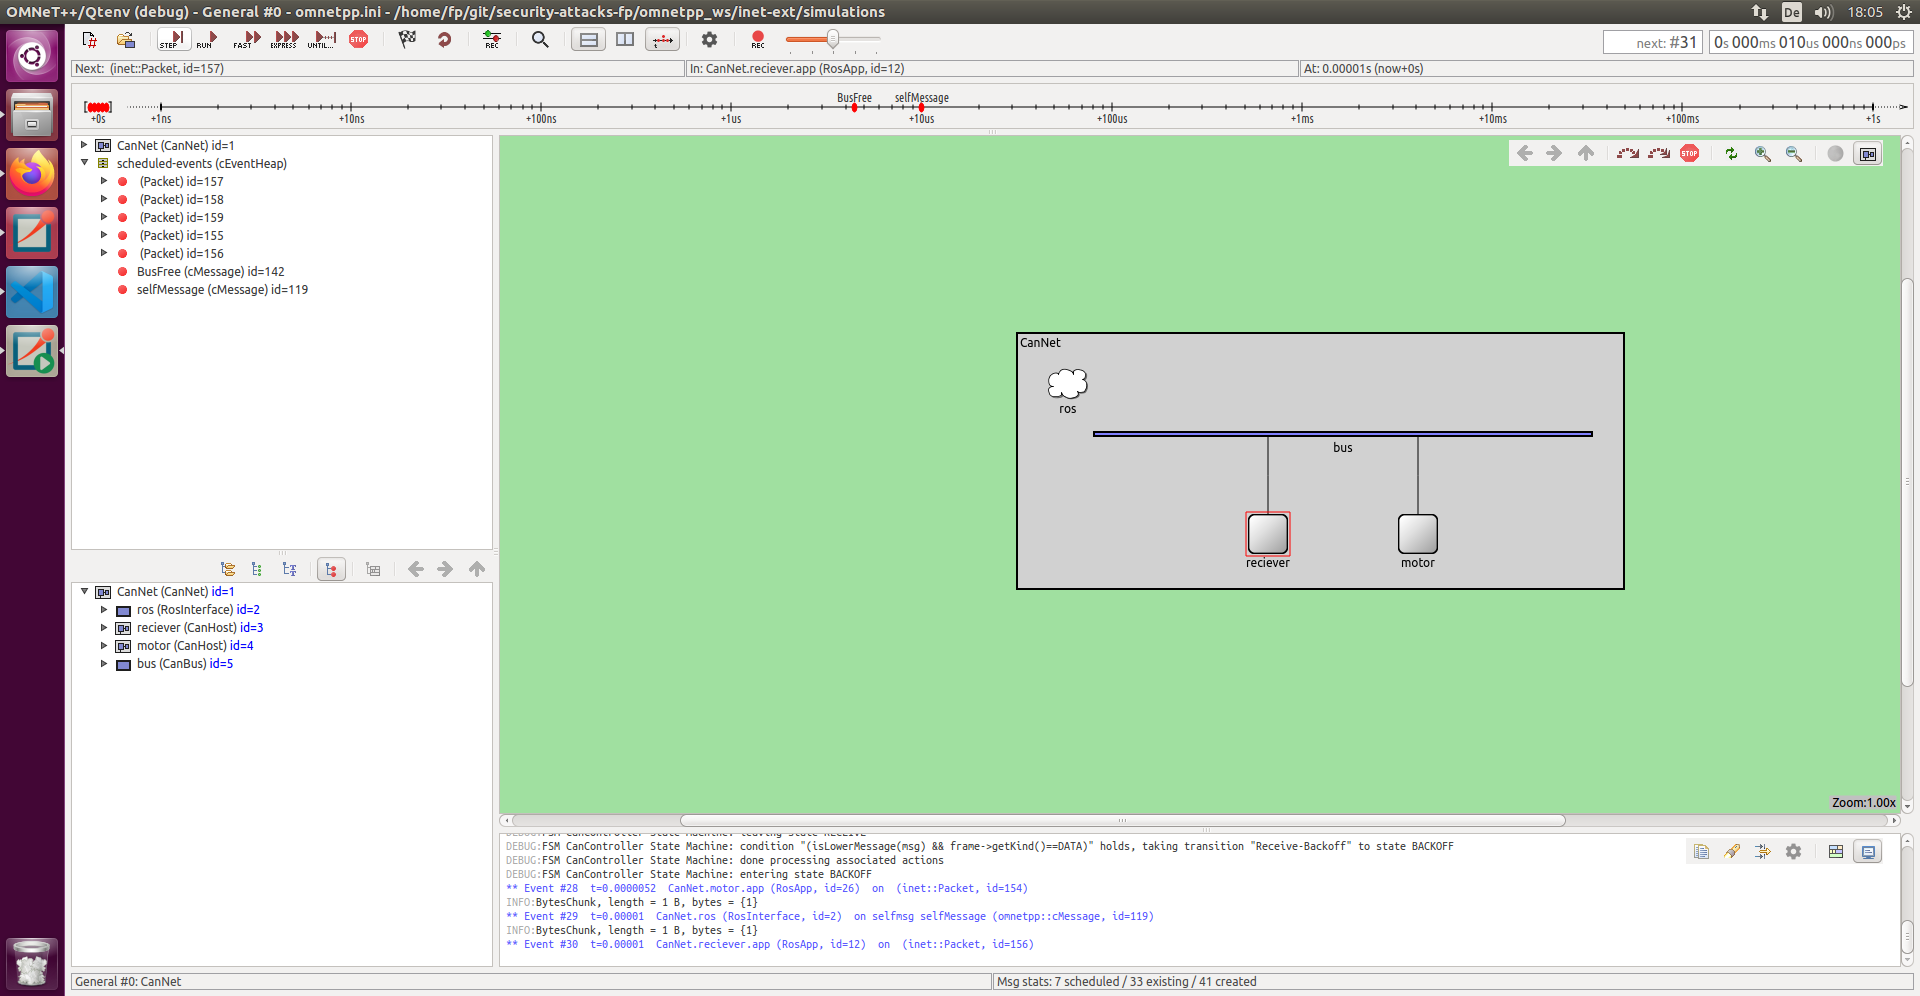 OMNeT++/Qtenv (debug) - General #0 - omnetpp.ini - /home/fp/git/security-attacks-fp/omnetpp_ws/inet-ext/simulations
De
18:05
STEP
RUN
FAST
EXPRESS
UNTIL...
STOP
REC
REC
next: #31
0s 000ms 010us 000ns 000ps
Next: (inet::Packet, id=157)
In: CanNet.reciever.app (RosApp, id=12)
At: 0.00001s (now+0s)
BusFree
selfMessage
+0s
+1ns
+10ns
+100ns
+1us
+10us
+100us
+1ms
+10ms
+100ms
+1s
CanNet (CanNet) id=1
scheduled-events (cEventHeap)
(Packet) id=157
(Packet) id=158
(Packet) id=159
(Packet) id=155
(Packet) id=156
BusFree (cMessage) id=142
selfMessage (cMessage) id=119
STOP
CanNet
ros
bus
reciever
motor
Zoom:1.00x
CanNet (CanNet) id=1
ros (RosInterface) id=2
reciever (CanHost) id=3
motor (CanHost) id=4
bus (CanBus) id=5
DEBUG:FSM CanController State Machine: leaving state RECEIVE
DEBUG:FSM CanController State Machine: condition "(isLowerMessage(msg) && frame->getKind()==DATA)" holds, taking transition "Receive-Backoff" to state BACKOFF
DEBUG:FSM CanController State Machine: done processing associated actions
DEBUG:FSM CanController State Machine: entering state BACKOFF
** Event #28 t=0.0000052 CanNet.motor.app (RosApp, id=26) on (inet::Packet, id=154)
INFO:BytesChunk, length = 1 B, bytes = {1}
** Event #29 t=0.00001 CanNet.ros (RosInterface, id=2) on selfmsg selfMessage (omnetpp::cMessage, id=119)
INFO:BytesChunk, length = 1 B, bytes = {1}
** Event #30 t=0.00001 CanNet.reciever.app (RosApp, id=12) on (inet::Packet, id=156)
General #0: CanNet
Msg stats: 7 scheduled / 33 existing / 41 created